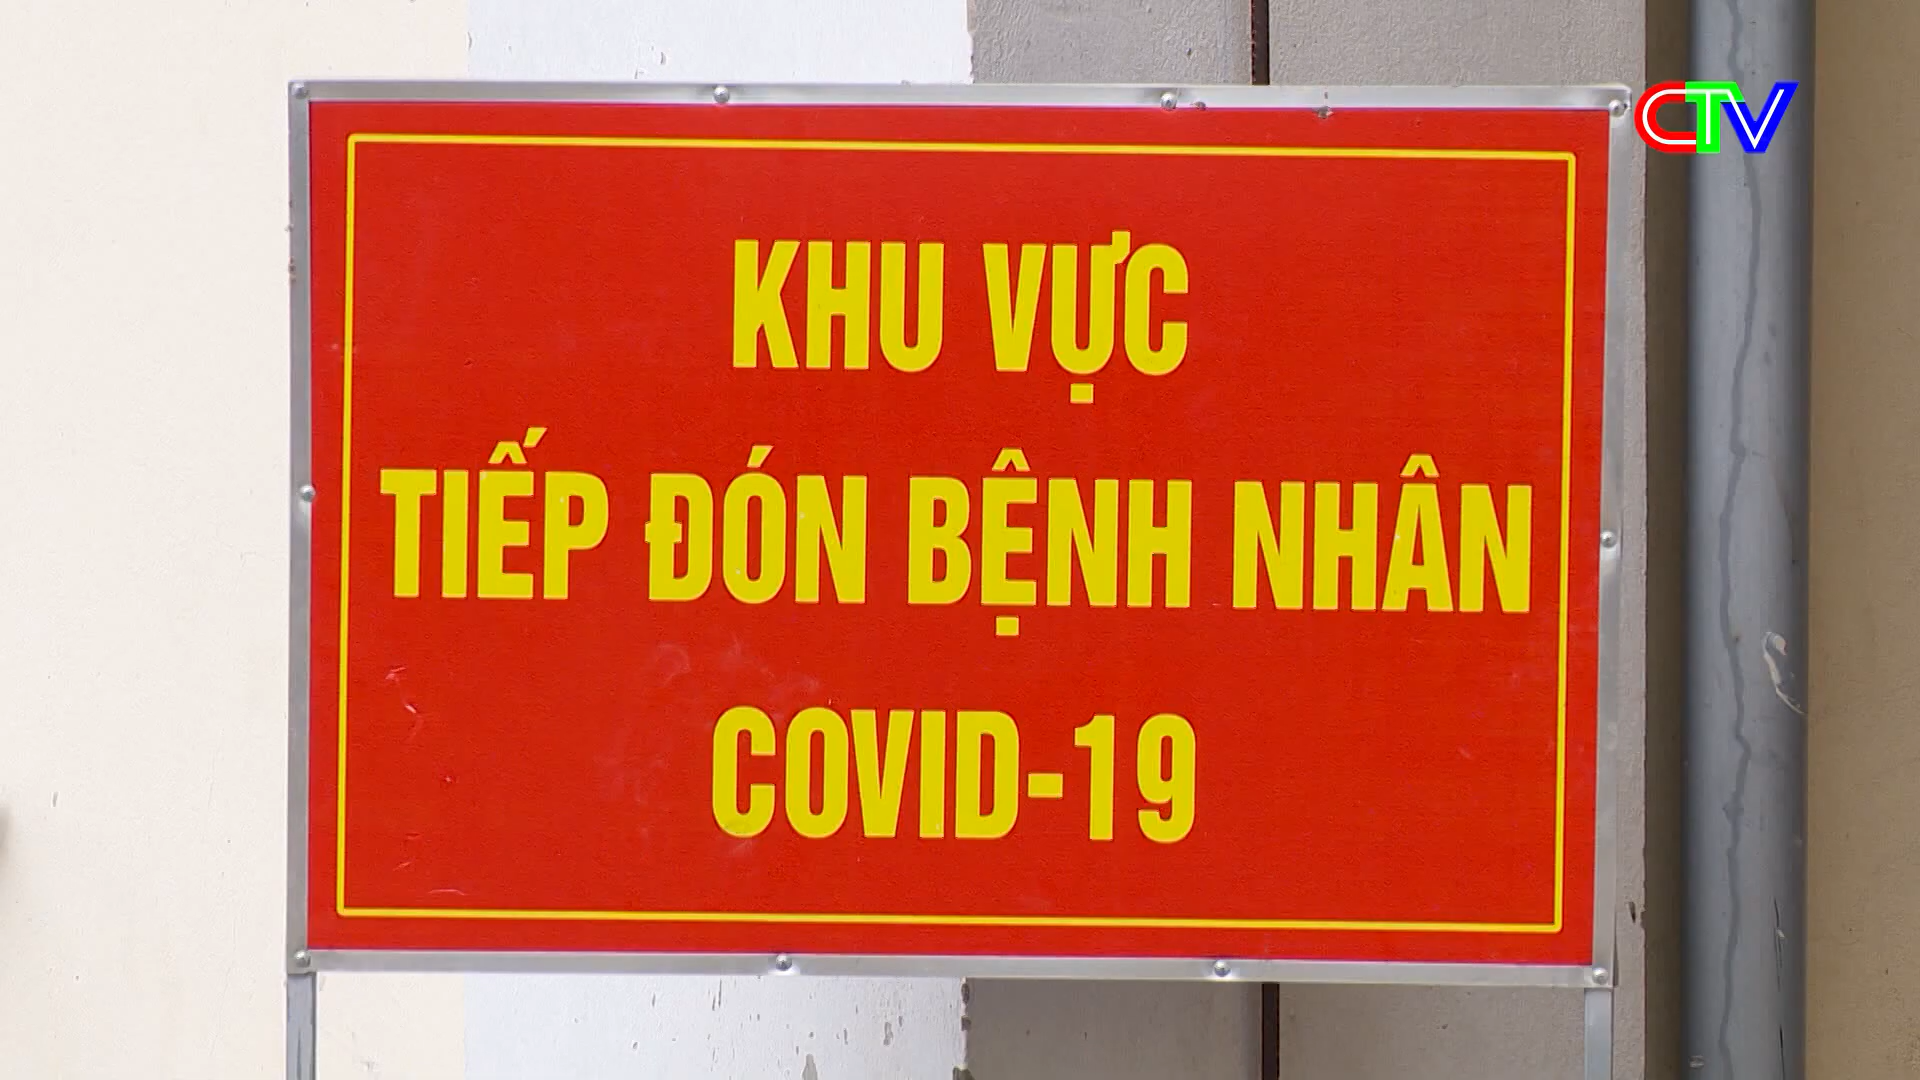 CTV
KHU VỰC
TIẾP ĐÓN BỆNH NHÂN
COVID-19